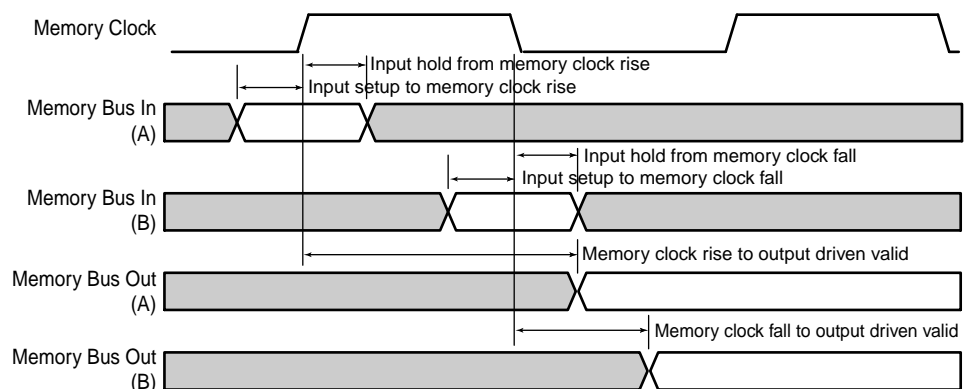 Memory Clock
Input hold from memory clock rise
Input setup to memory clock rise
Memory Bus In
(A)
Input hold from memory clock fall
Input setup to memory clock fall
Memory Bus In
(B)
Memory clock rise to output driven valid
Memory Bus Out
(A)
Memory clock fall to output driven valid
Memory Bus Out
(B)